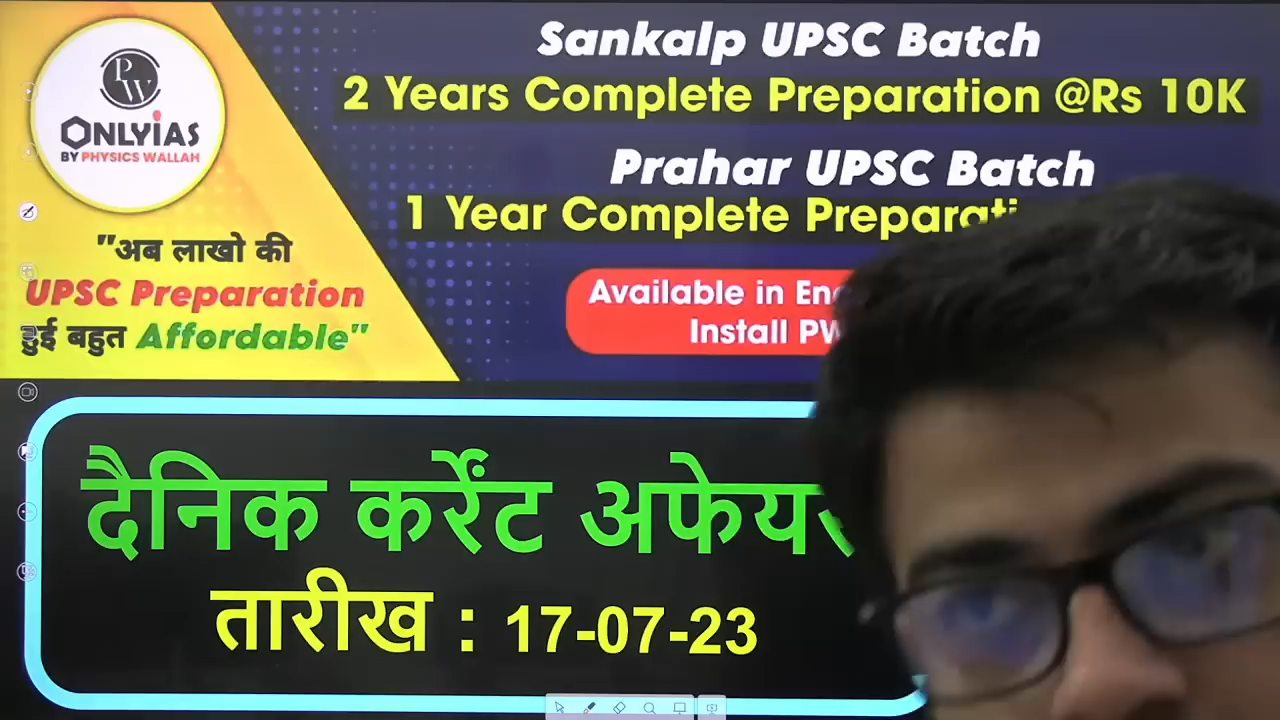 PW
ONLYiAS
BY PHYSICS WALLAH
"अब लाखो की
UPSC Preparation
हुई बहुत Affordable"
Sankalp UPSC Batch
2 Years Complete Preparation @Rs 10K
Prahar UPSC Batch
1 Year Complete
Available in
Install
दैनिक करेंट
तारीख : 17-07-23